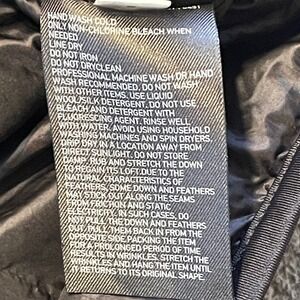 HAND WASH COLD
ONLY NON-CHLORINE BLEACH WHEN
NEEDED
LINE DRY
DO NOT IRON
DO NOT DRYCLEAN
PROFESSIONAL MACHINE WASH OR HAND
WASH RECOMMENDED. DO NOT WASH
WITH OTHER ITEMS. USE LIQUID
WOOL/SILK DETERGENT, DO NOT USE
BLEACH AND DETERGENT WITH
FLUORESCING AGENT. RINSE WELL
WITH WATER. AVOID USING HOUSEHOLD
WASHING MACHINES AND SPIN DRYERS
DRIP DRY IN A LOCATION AWAY FROM
DIRECT SUNLIGHT. DO NOT STORE
DAMP. RUB AND STRETCH THE DOWN
TO REGAIN ITS LOFT.DUE TO THE
NATURAL CHARACTERISTICS OF
FEATHERS, SOME DOWN AND FEATHERS
MAY COME OUT ALONG THE SEAMS
FROM FRICTION AND STATIC
ELECTRICITY. IN SUCH CASES, DO
NOT PULL THE DOWN AND FEATHERS
OUT. PULL THEM BACK IN FROM THE
OPPOSITE SIDE. PACKING THE ITEM
FOR A PROLONGED PERIOD OF TIME
RESULTS IN WRINKLES. STRETCH THE
WRINKLES AND HANG THE ITEM UNTIL
IT RETURNS TO ITS ORIGINAL SHAPE.